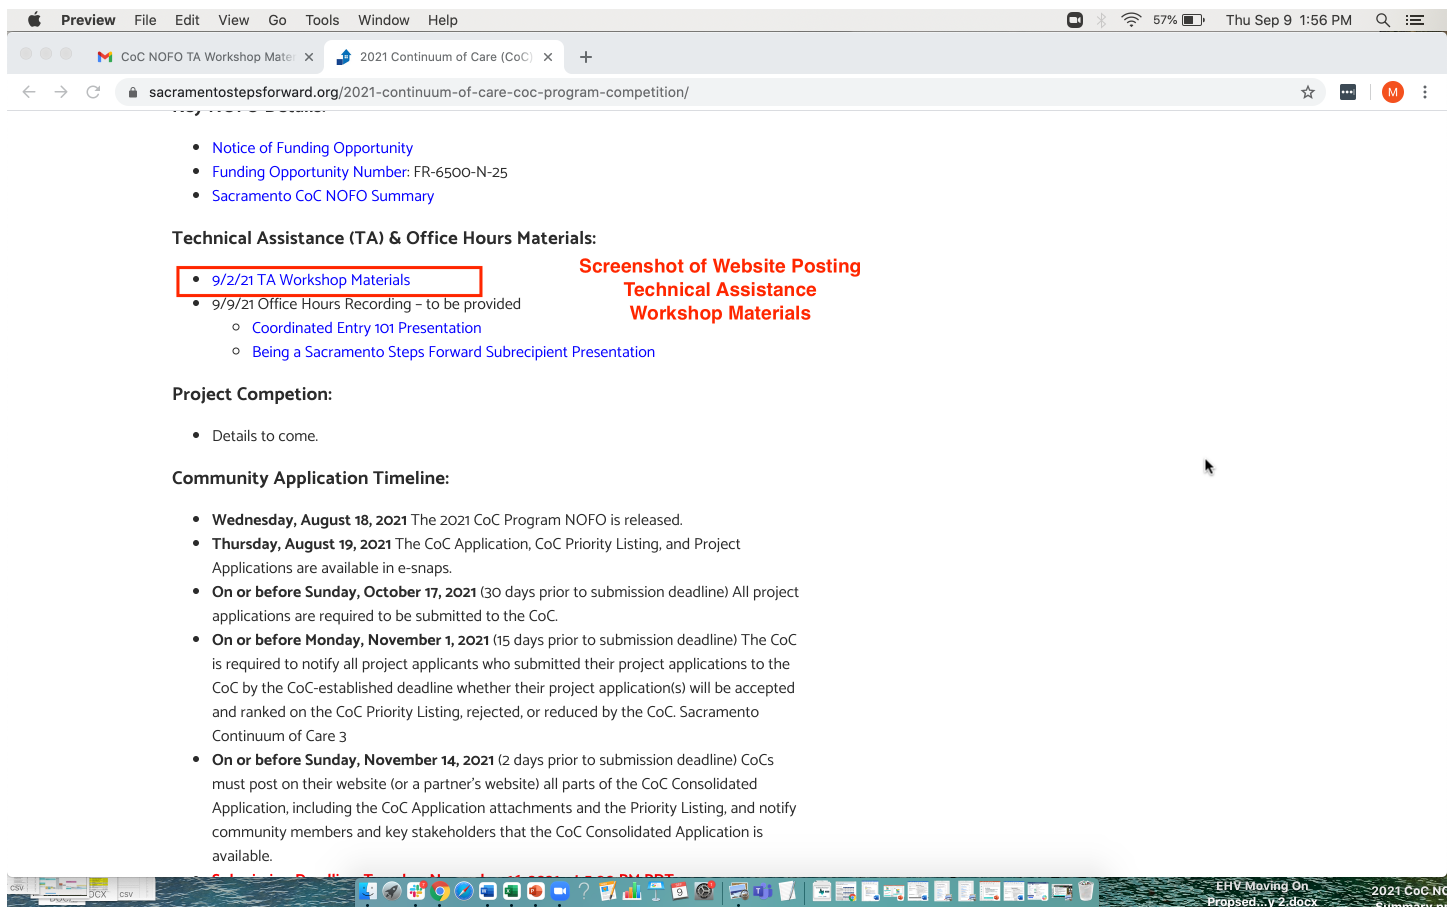 Preview File Edit View Go Tools Window Help 57% Thu Sep 9 1:56 PM
CoC NOFO TA Workshop Mate × 2021 Continuum of Care (CoC) × +
sacramentostepsforward.org/2021-continuum-of-care-coc-program-competition/ M
Key NOFO Details:
• Notice of Funding Opportunity
• Funding Opportunity Number: FR-6500-N-25
• Sacramento CoC NOFO Summary
Technical Assistance (TA) & Office Hours Materials:
• 9/2/21 TA Workshop Materials
• 9/9/21 Office Hours Recording – to be provided
Coordinated Entry 101 Presentation
Being a Sacramento Steps Forward Subrecipient Presentation
Screenshot of Website Posting
Technical Assistance
Workshop Materials
Project Competion:
• Details to come.
Community Application Timeline:
• Wednesday, August 18, 2021 The 2021 CoC Program NOFO is released.
• Thursday, August 19, 2021 The CoC Application, CoC Priority Listing, and Project
Applications are available in e-snaps.
• On or before Sunday, October 17, 2021 (30 days prior to submission deadline) All project
applications are required to be submitted to the CoC.
• On or before Monday, November 1, 2021 (15 days prior to submission deadline) The CoC
is required to notify all project applicants who submitted their project applications to the
CoC by the CoC-established deadline whether their project application(s) will be accepted
and ranked on the CoC Priority Listing, rejected, or reduced by the CoC. Sacramento
Continuum of Care 3
• On or before Sunday, November 14, 2021 (2 days prior to submission deadline) CoCs
must post on their website (or a partner's website) all parts of the CoC Consolidated
Application, including the CoC Application attachments and the Priority Listing, and notify
community members and key stakeholders that the CoC Consolidated Application is
available.
CSV DOCX CSV
EHV Moving On
Propsed...y 2.docx
2021 CoC NO